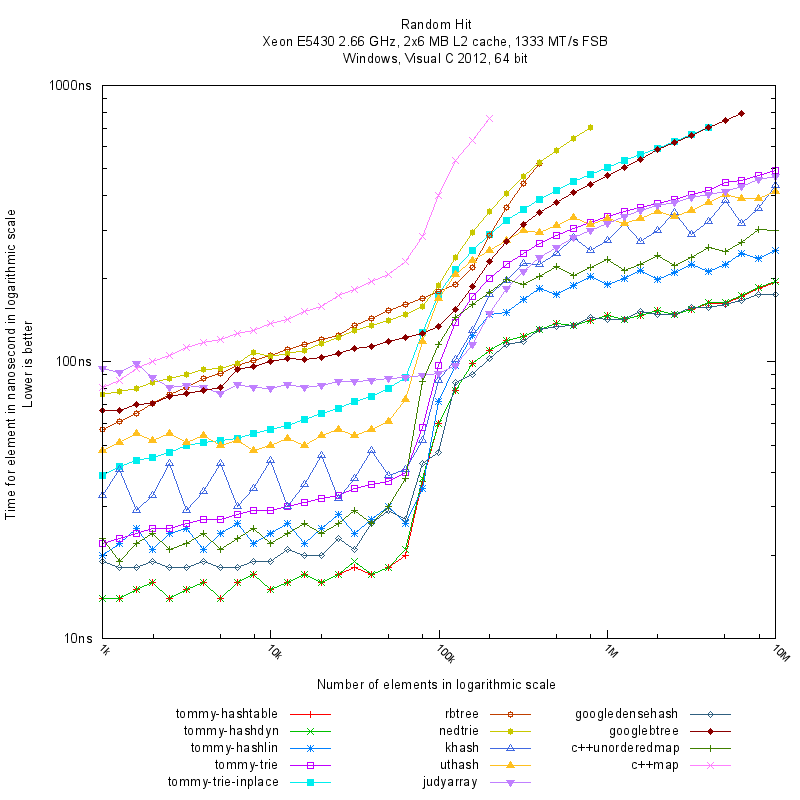 Random Hit
Xeon E5430 2.66 GHz, 2x6 MB L2 cache, 1333 MT/s FSB
Windows, Visual C 2012, 64 bit
1000ns
100ns
10ns
Time for element in nanosecond in logarithmic scale
Lower is better
1k
10k
100k
1M
10M
Number of elements in logarithmic scale
tommy-hashtable
tommy-hashdyn
tommy-hashlin
tommy-trie
tommy-trie-inplace
rbtree
nedtrie
khash
uthash
judyarray
googledensehash
googlebtree
c++unorderedmap
c++map